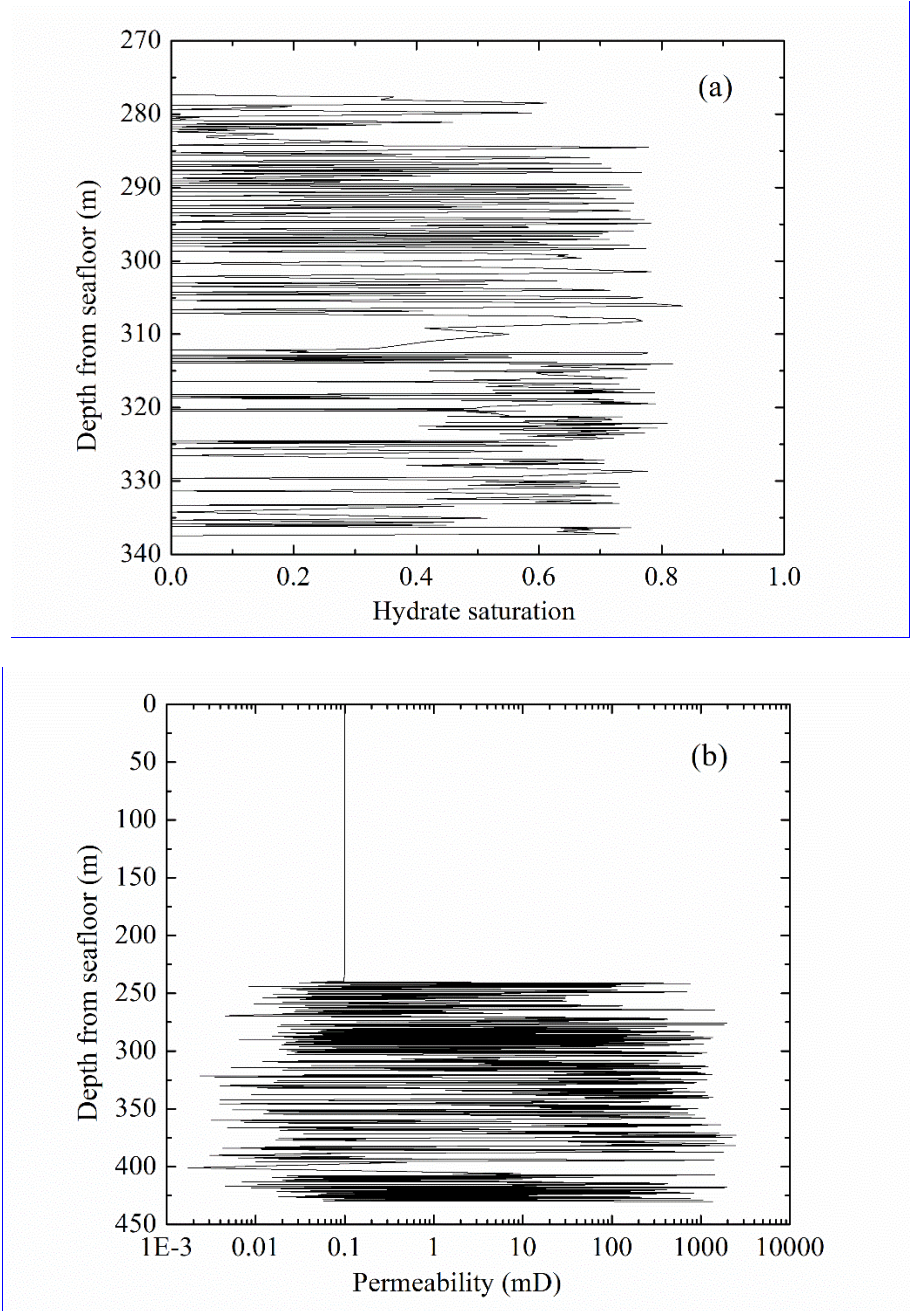 (a)
Depth from seafloor (m)
270
280
290
300
310
320
330
340
0.0 0.2 0.4 0.6 0.8 1.0
Hydrate saturation
(b)
Depth from seafloor (m)
0
50
100
150
200
250
300
350
400
450
1E-3 0.01 0.1 1 10 100 1000 10000
Permeability (mD)